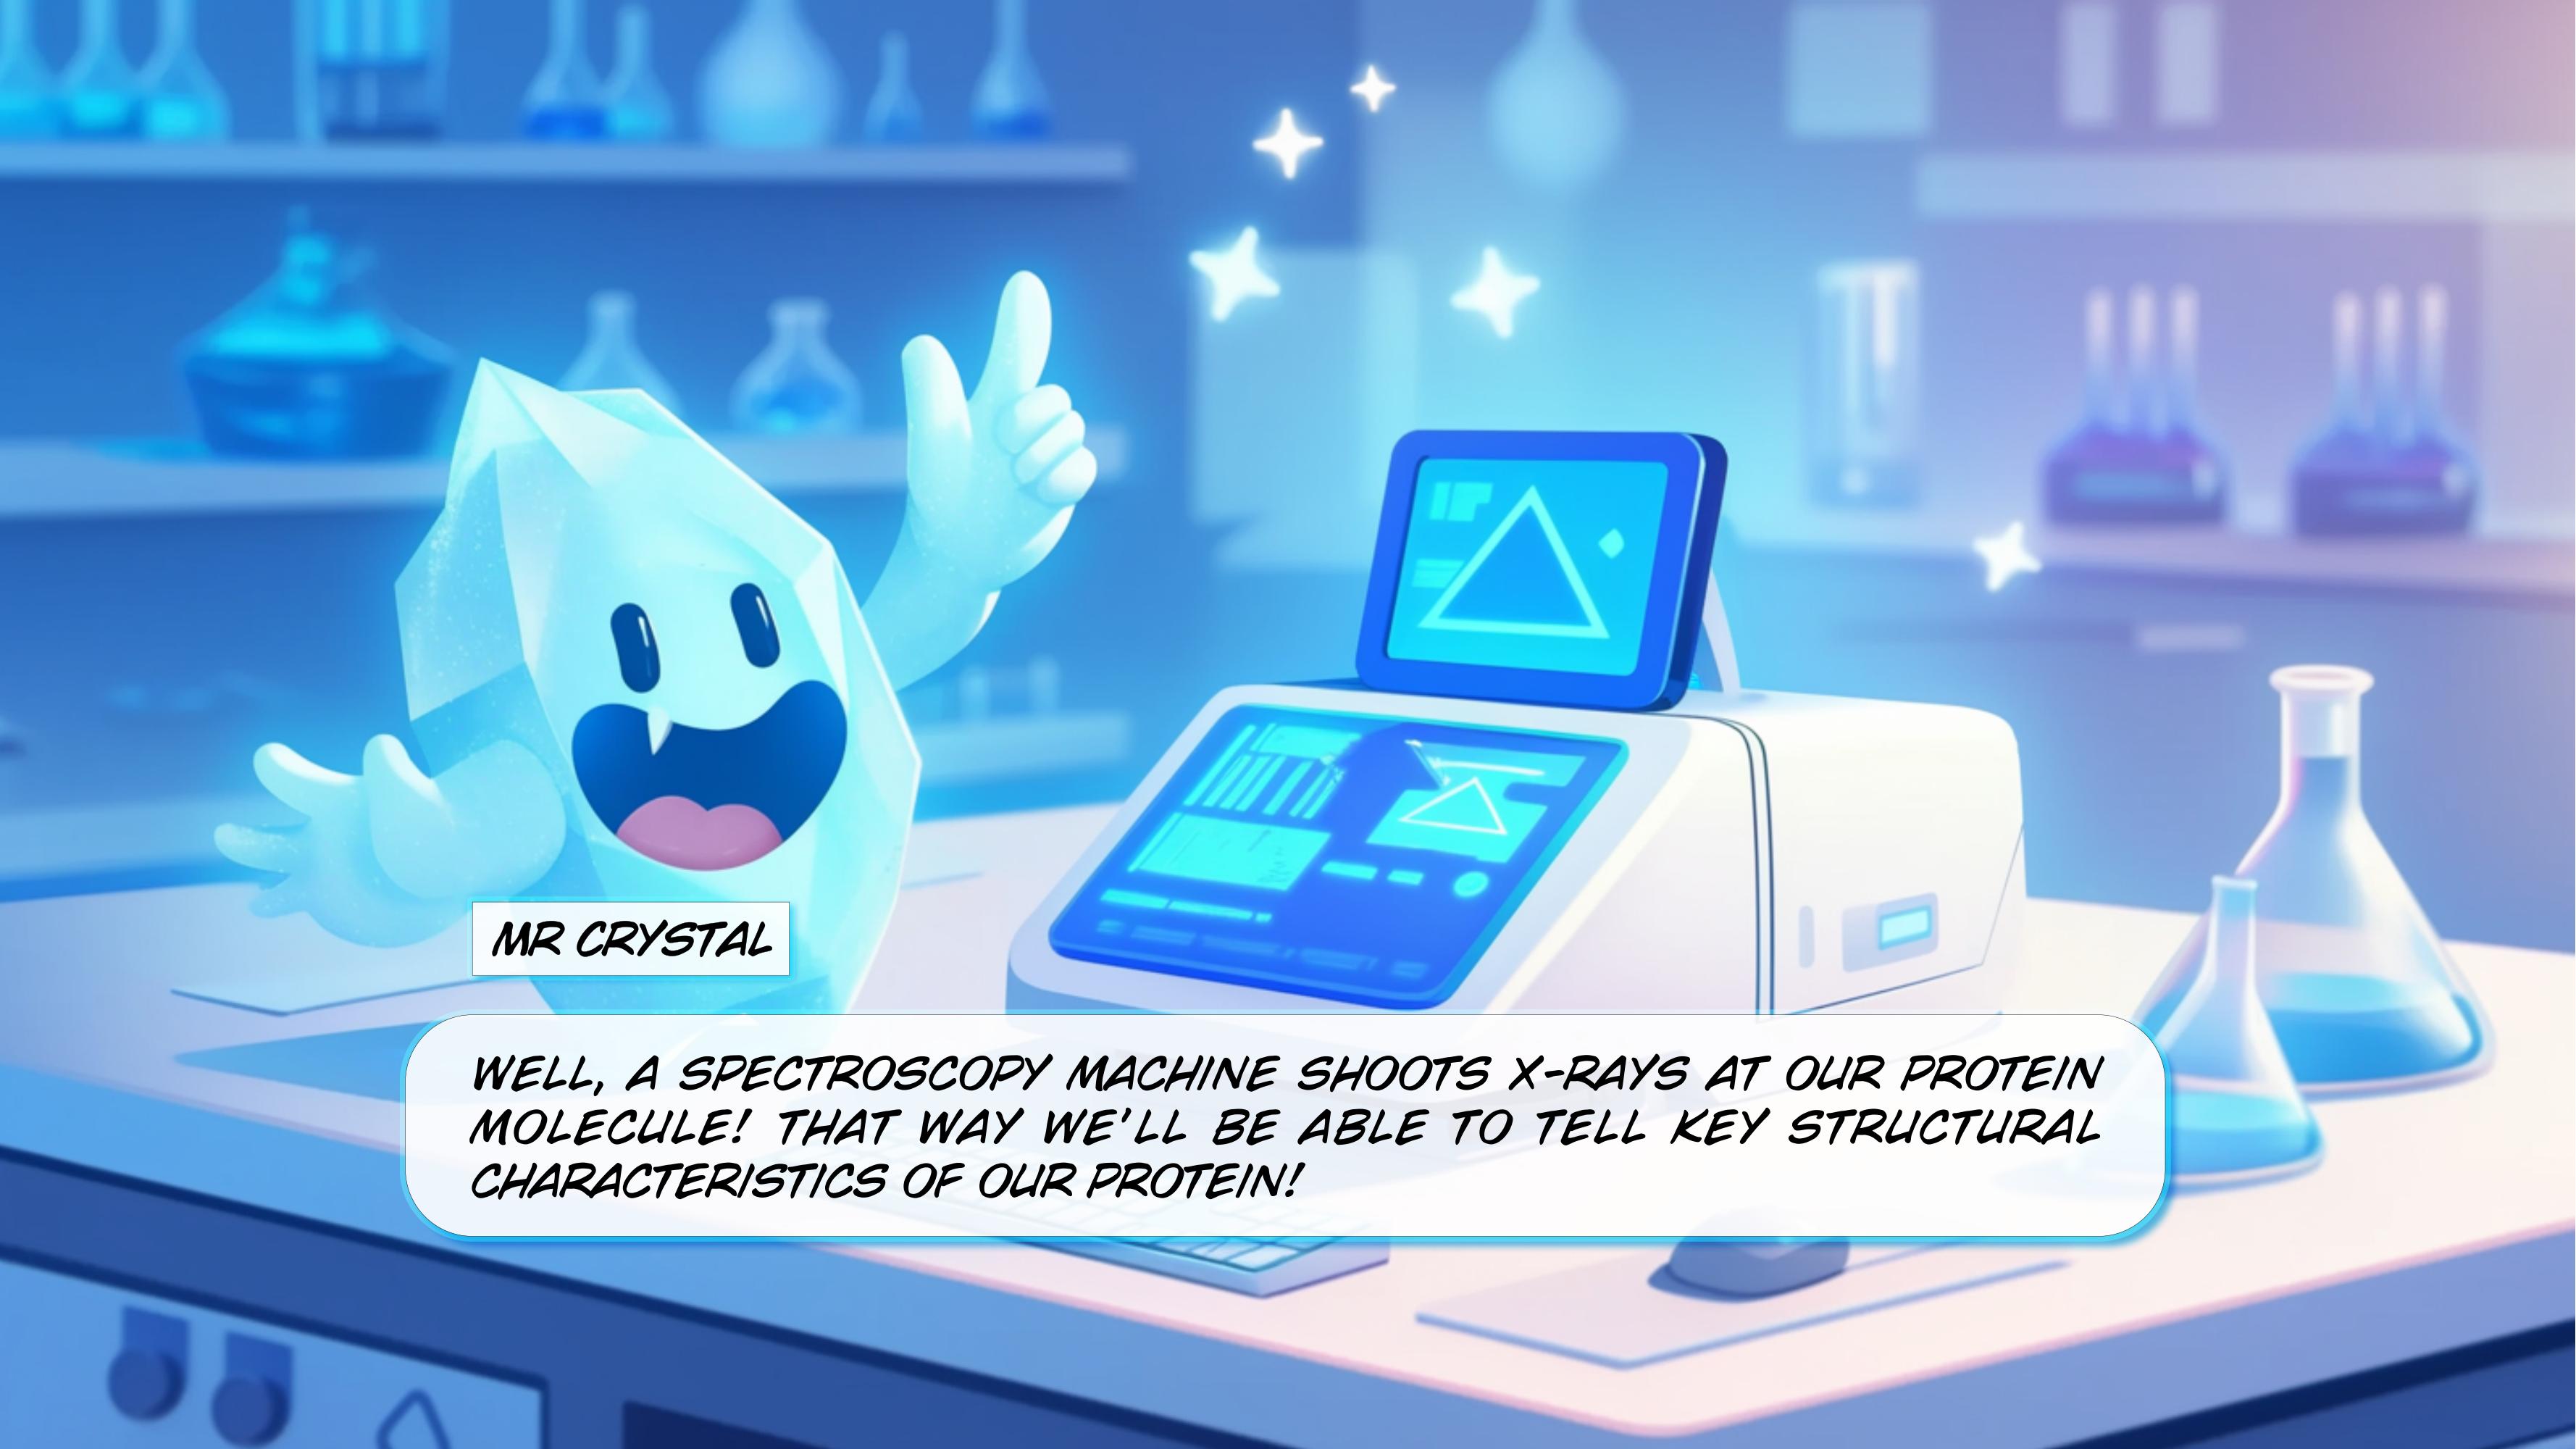 MR CRYSTAL
WELL, A SPECTROSCOPY MACHINE SHOOTS X-RAYS AT OUR PROTEIN
MOLECULE! THAT WAY WE'LL BE ABLE TO TELL KEY STRUCTURAL
CHARACTERISTICS OF OUR PROTEIN!